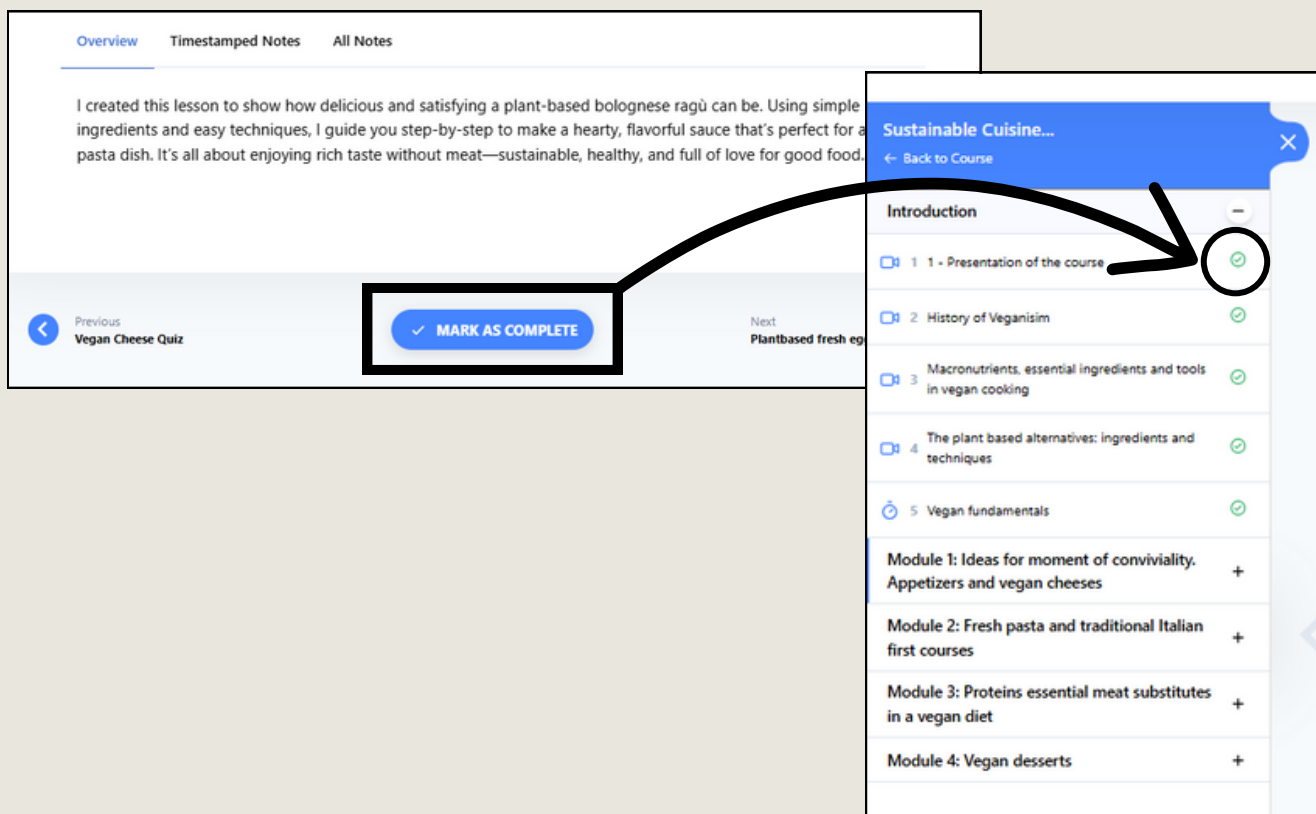 Overview
Timestamped Notes
All Notes
I created this lesson to show how delicious and satisfying a plant-based bolognese ragù can be. Using simple
ingredients and easy techniques, I guide you step-by-step to make a hearty, flavorful sauce that's perfect for a
pasta dish. It's all about enjoying rich taste without meat—sustainable, healthy, and full of love for good food.
Previous
Vegan Cheese Quiz
MARK AS COMPLETE
Next
Plantbased fresh
Sustainable Cuisine...
← Back to Course
Introduction
1 1 - Presentation of the course
2 History of Veganisim
3 Macronutrients, essential ingredients and tools
in vegan cooking
4 The plant based alternatives: ingredients and
techniques
5 Vegan fundamentals
Module 1: Ideas for moment of conviviality.
Appetizers and vegan cheeses
Module 2: Fresh pasta and traditional Italian
first courses
Module 3: Proteins essential meat substitutes
in a vegan diet
Module 4: Vegan desserts